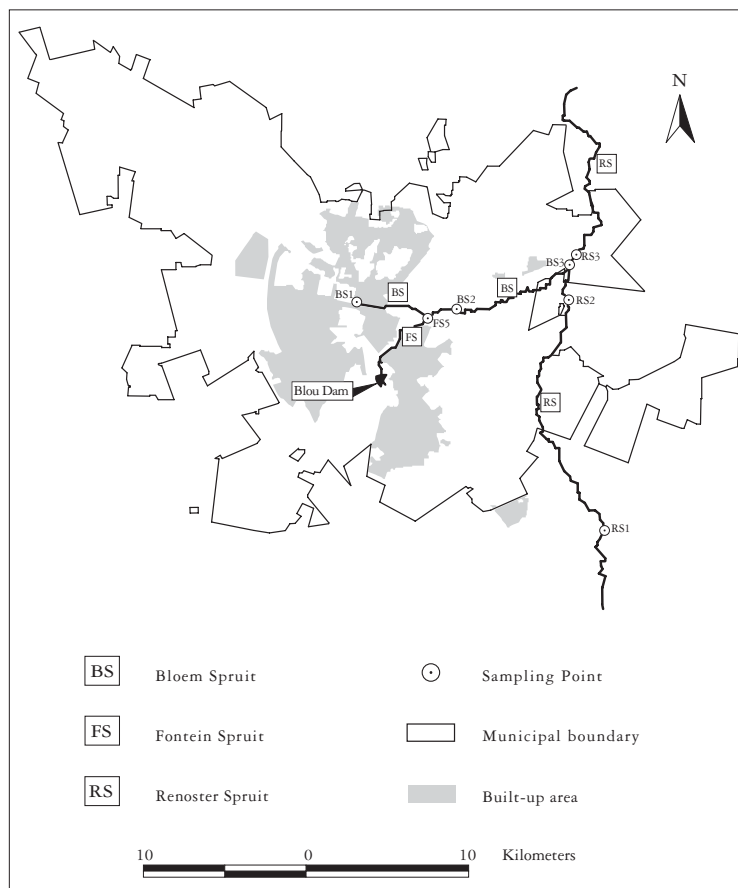 N
RS
BS3
RS3
BS1
BS
BS2
BS
RS2
FS5
FS
Blou Dam
RS
RS1
BS
Bloem Spruit
Sampling Point
FS
Fontein Spruit
Municipal boundary
RS
Renoster Spruit
Built-up area
10 0 10 Kilometers